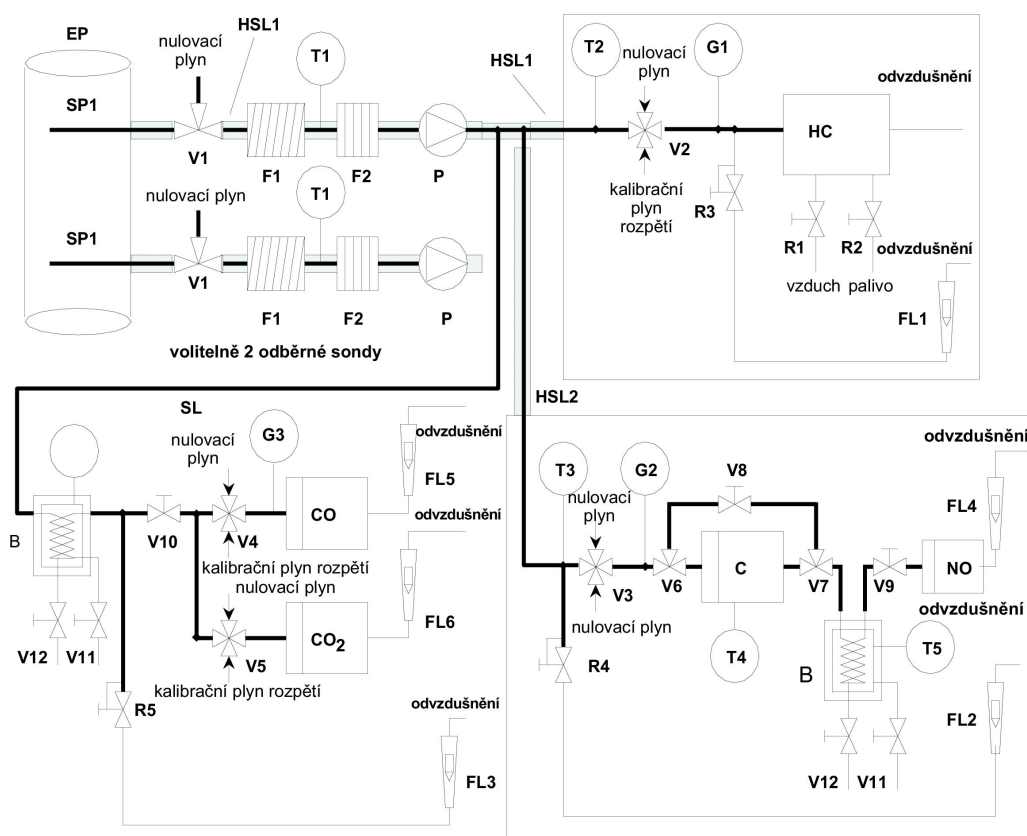 EP
nulovací
plyn
HSL1
T1
SP1
V1
F1
F2
P
HSL1
T2
nulovací
plyn
G1
odvzdušnění
HC
V2
kalibrační
plyn
rozpětí
R3
R1
R2
odvzdušnění
vzduch palivo
FL1
nulovací plyn
T1
SP1
V1
F1
F2
P
volitelně 2 odběrné sondy
HSL2
SL
nulovací
plyn
G3
odvzdušnění
FL5
CO
odvzdušnění
B
V10
V4
kalibrační plyn rozpětí
nulovací plyn
CO2
FL6
V5
kalibrační plyn rozpětí
V12
V11
R5
odvzdušnění
FL3
T3
nulovací
plyn
G2
V8
odvzdušnění
FL4
V3
V6
C
V7
V9
NO
odvzdušnění
nulovací plyn
R4
T4
B
T5
FL2
V12
V11